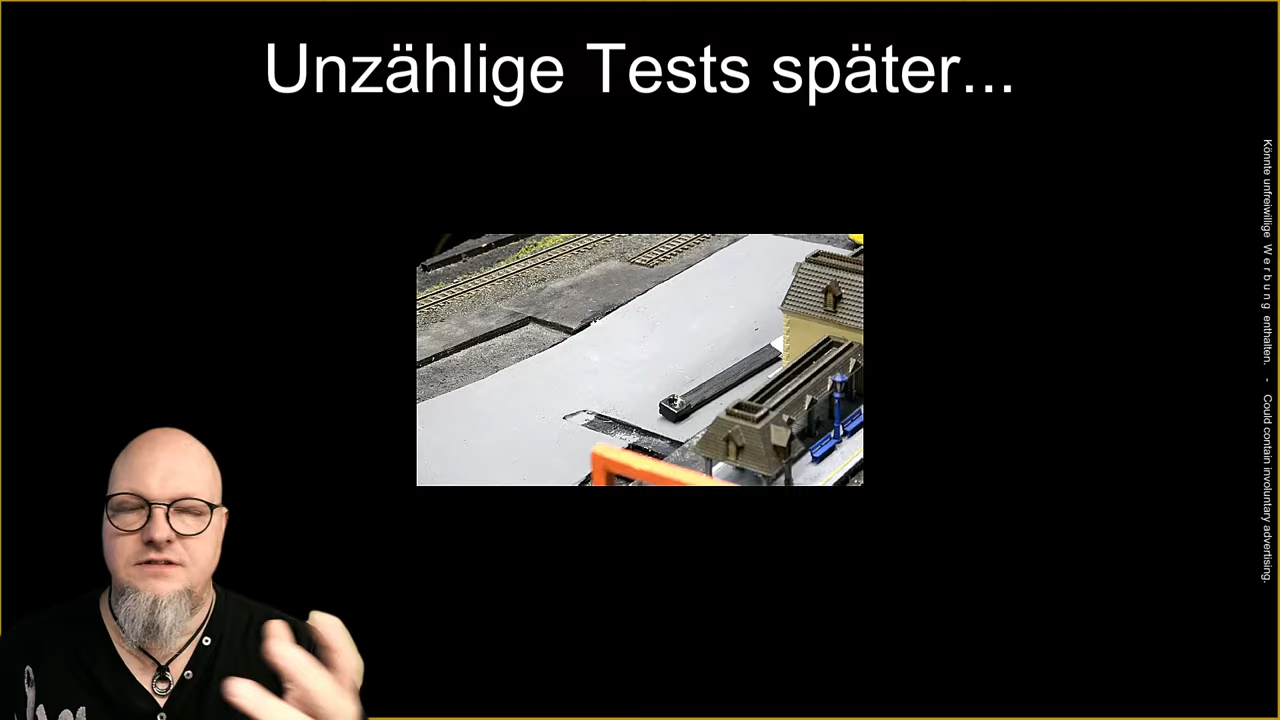 Unzählige Tests später...
Könnte unfreiwillige Werbung enthalten. - Could contain involuntary advertising.